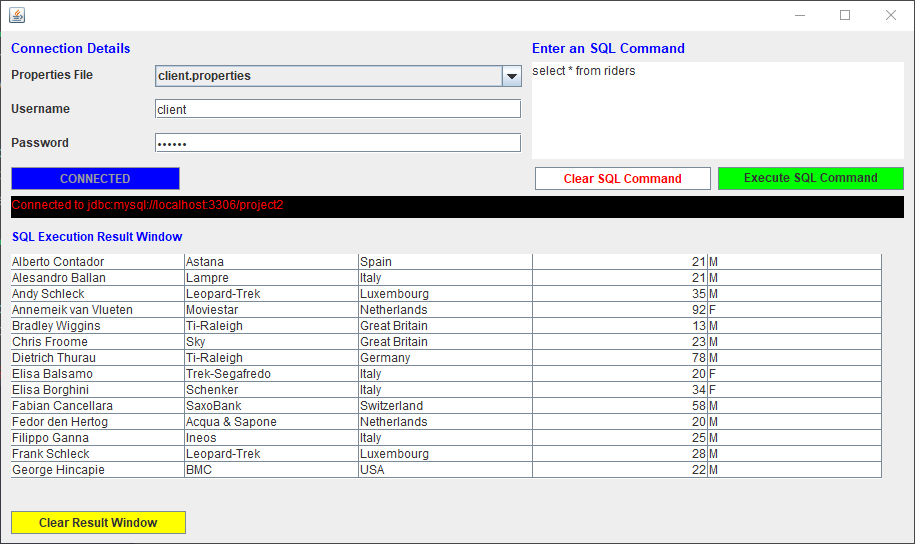 Connection Details
Properties File client.properties
Username client
Password ••••••
CONNECTED
Enter an SQL Command
select * from riders
Clear SQL Command Execute SQL Command
Connected to jdbc:mysql://localhost:3306/project2
SQL Execution Result Window
Alberto Contador Astana Spain 21 M
Alesandro Ballan Lampre Italy 21 M
Andy Schleck Leopard-Trek Luxembourg 35 M
Annemeik van Vlueten Moviestar Netherlands 92 F
Bradley Wiggins Ti-Raleigh Great Britain 13 M
Chris Froome Sky Great Britain 23 M
Dietrich Thurau Ti-Raleigh Germany 78 M
Elisa Balsamo Trek-Segafredo Italy 20 F
Elisa Borghini Schenker Italy 34 F
Fabian Cancellara SaxoBank Switzerland 58 M
Fedor den Hertog Acqua & Sapone Netherlands 20 M
Filippo Ganna Ineos Italy 25 M
Frank Schleck Leopard-Trek Luxembourg 28 M
George Hincapie BMC USA 22 M
Clear Result Window